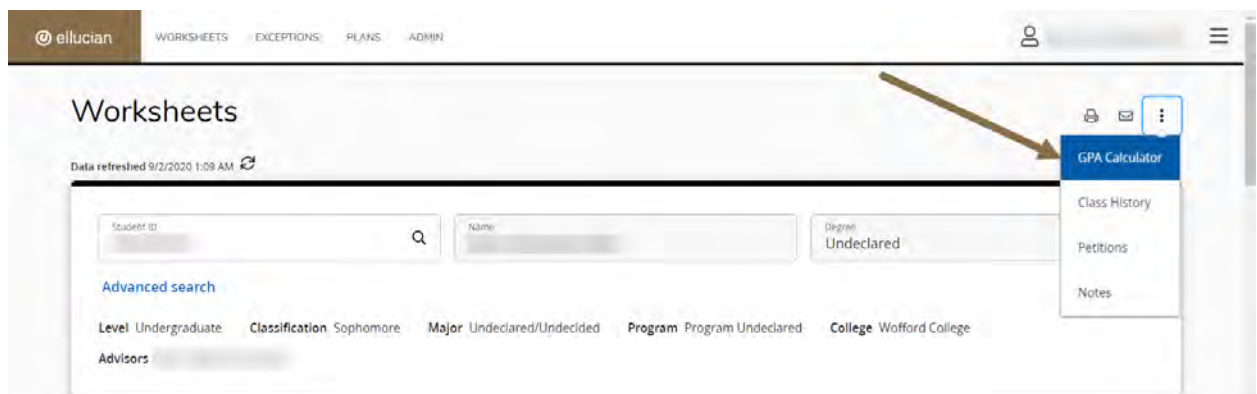 ellucian WORKSHEETS EXCEPTIONS PLANS ADMIN
Worksheets
Data refreshed 9/2/2020 1:09 AM
GPA Calculator
Class History
Petitions
Notes
Student ID Name Degree
Undeclared
Advanced search
Level Undergraduate Classification Sophomore Major Undeclared/Undecided Program Program Undeclared College Wofford College
Advisors